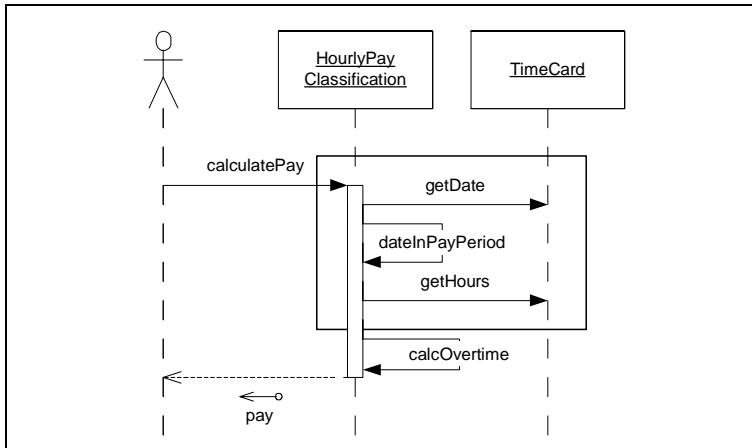 HourlyPay
Classification
TimeCard
calculatePay
getDate
dateInPayPeriod
getHours
calcOvertime
pay